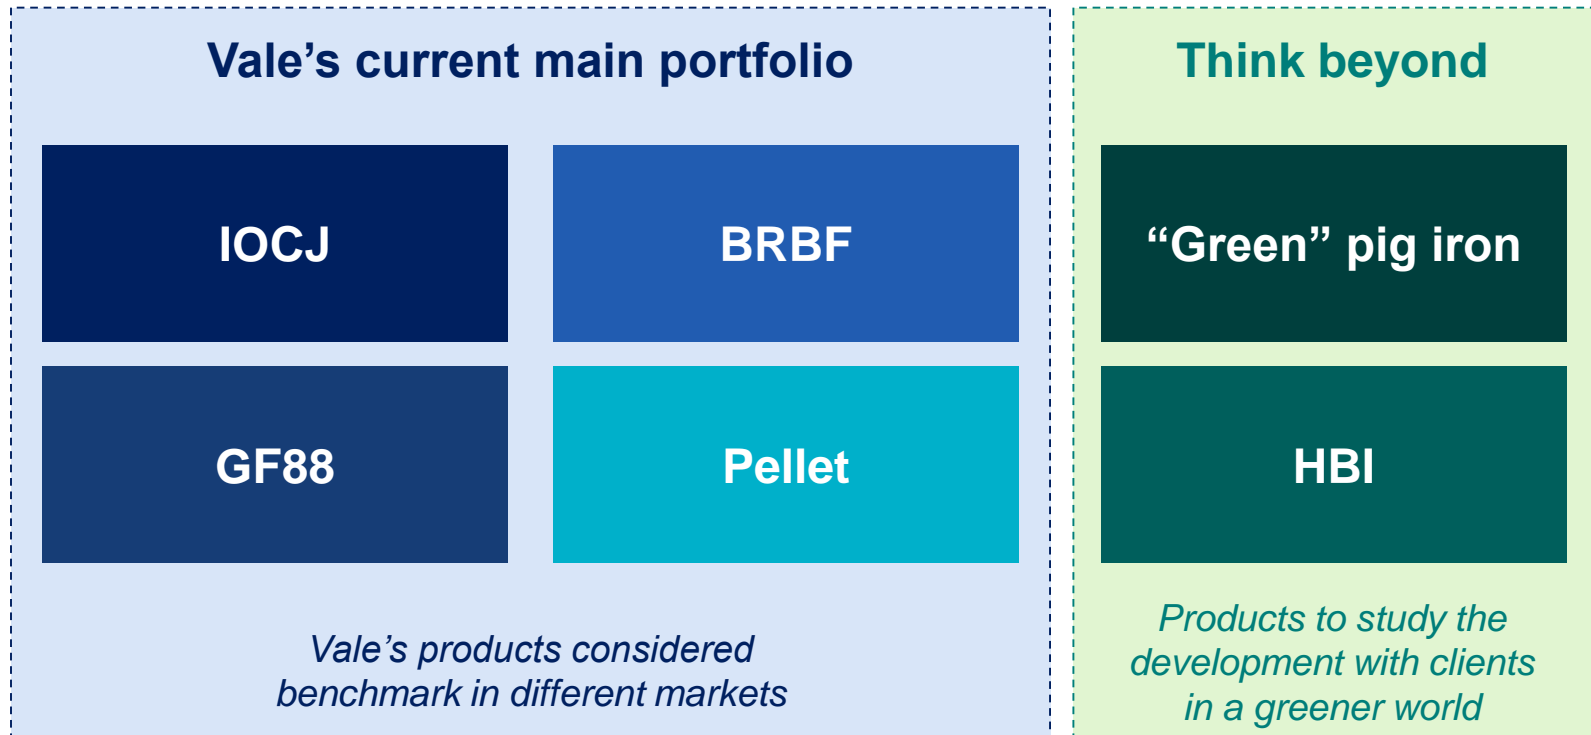 Vale’s current main portfolio
IOCJ
BRBF
GF88
Pellet
Vale’s products considered
benchmark in different markets
Think beyond
“Green” pig iron
HBI
Products to study the
development with clients
in a greener world